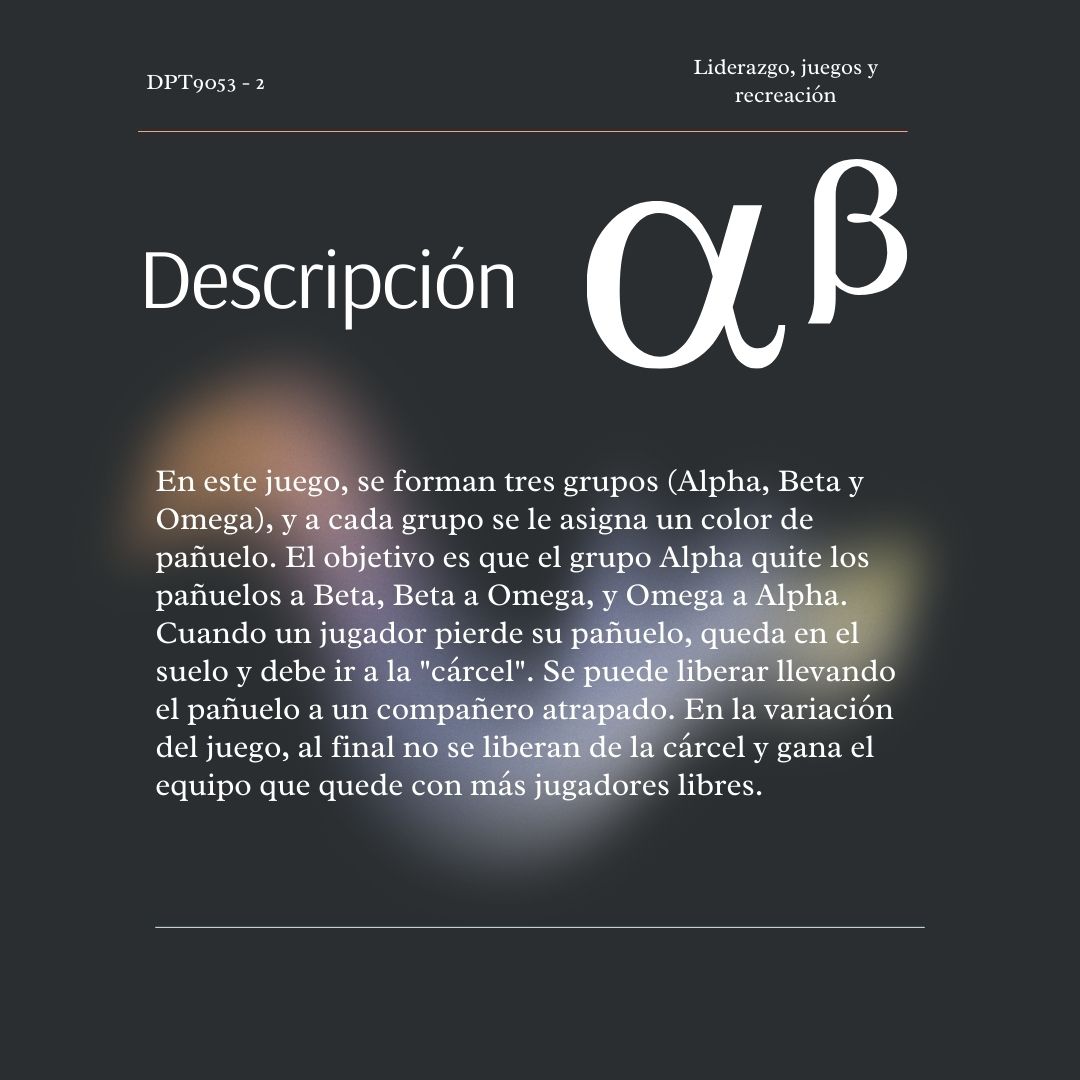 DPT9053 - 2
Liderazgo, juegos y
recreación
α β
Descripción
En este juego, se forman tres grupos (Alpha, Beta y
Omega), y a cada grupo se le asigna un color de
pañuelo. El objetivo es que el grupo Alpha quite los
pañuelos a Beta, Beta a Omega, y Omega a Alpha.
Cuando un jugador pierde su pañuelo, queda en el
suelo y debe ir a la "cárcel". Se puede liberar llevando
el pañuelo a un compañero atrapado. En la variación
del juego, al final no se liberan de la cárcel y gana el
equipo que quede con más jugadores libres.